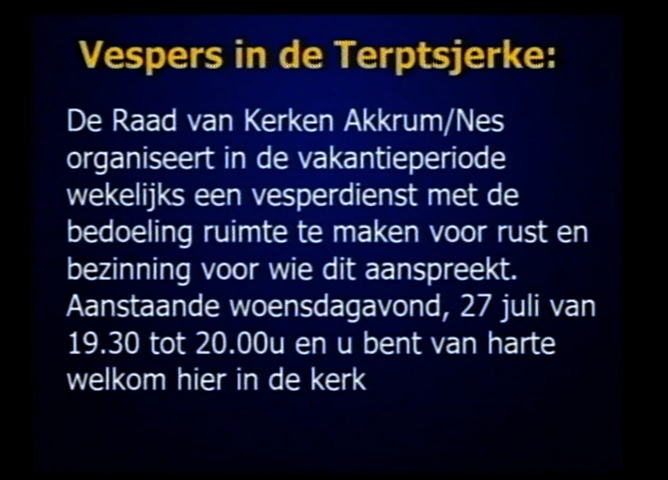 Vespers in de Terptsjerke:
De Raad van Kerken Akkrum/Nes
organiseert in de vakantieperiode
wekelijks een vesperdienst met de
bedoeling ruimte te maken voor rust en
bezinning voor wie dit aanspreekt.
Aanstaande woensdagavond, 27 juli van
19.30 tot 20.00u en u bent van harte
welkom hier in de kerk